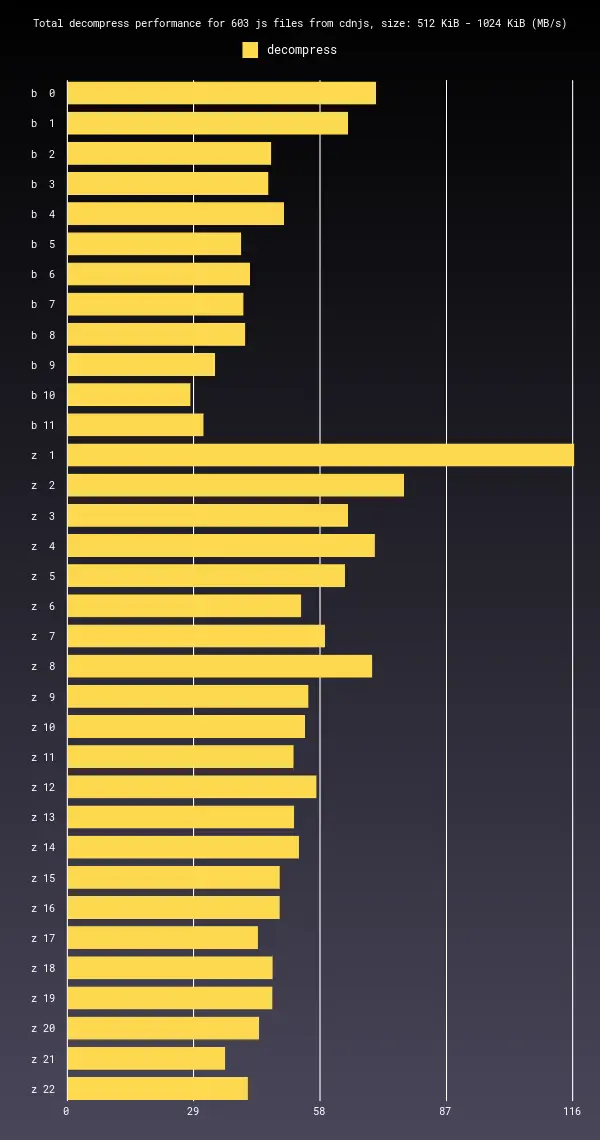 Total decompress performance for 603 js files from cdnjs, size: 512 KiB - 1024 KiB (MB/s)
decompress
b 0
b 1
b 2
b 3
b 4
b 5
b 6
b 7
b 8
b 9
b 10
b 11
z 1
z 2
z 3
z 4
z 5
z 6
z 7
z 8
z 9
z 10
z 11
z 12
z 13
z 14
z 15
z 16
z 17
z 18
z 19
z 20
z 21
z 22
0 29 58 87 116